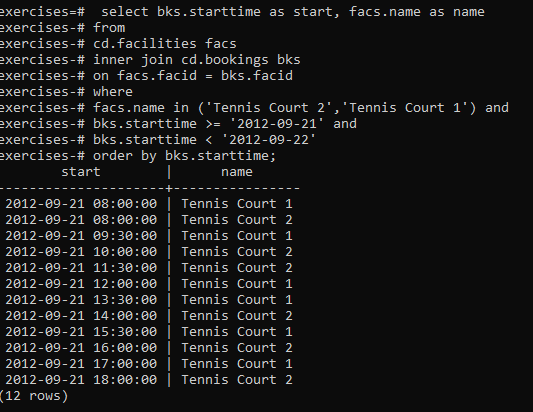 exercises=#  select bks.starttime as start, facs.name as name
exercises-# from
exercises-# cd.facilities facs
exercises-# inner join cd.bookings bks
exercises-# on facs.facid = bks.facid
exercises-# where
exercises-# facs.name in ('Tennis Court 2','Tennis Court 1') and
exercises-# bks.starttime >= '2012-09-21' and
exercises-# bks.starttime < '2012-09-22'
exercises-# order by bks.starttime;
        start        |      name
---------------------+----------------
 2012-09-21 08:00:00 | Tennis Court 1
 2012-09-21 08:00:00 | Tennis Court 2
 2012-09-21 09:30:00 | Tennis Court 1
 2012-09-21 10:00:00 | Tennis Court 2
 2012-09-21 11:30:00 | Tennis Court 2
 2012-09-21 12:00:00 | Tennis Court 1
 2012-09-21 13:30:00 | Tennis Court 1
 2012-09-21 14:00:00 | Tennis Court 2
 2012-09-21 15:30:00 | Tennis Court 1
 2012-09-21 16:00:00 | Tennis Court 2
 2012-09-21 17:00:00 | Tennis Court 1
 2012-09-21 18:00:00 | Tennis Court 2
(12 rows)